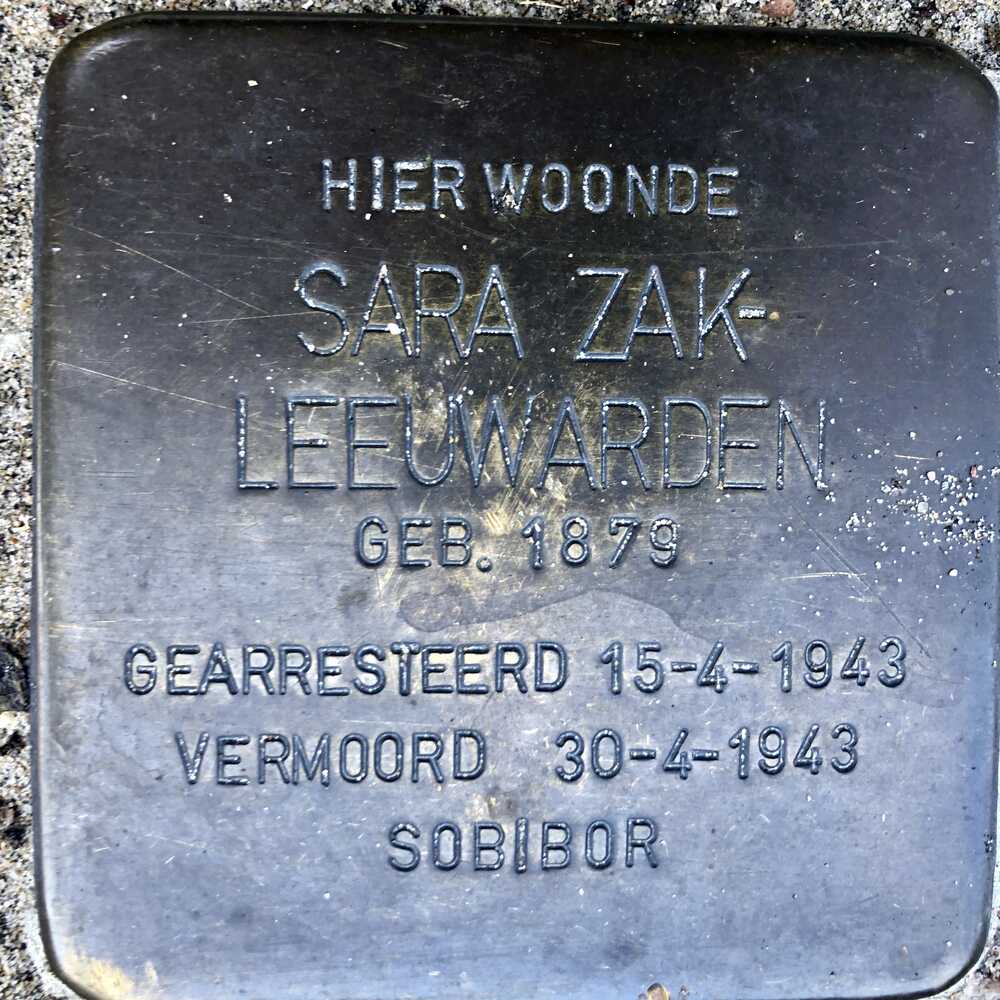 HIER WOONDE
SARA ZAK-
LEEUWARDEN
GEB. 1879
GEARRESTEERD 15-4-1943
VERMOORD 30-4-1943
SOBIBOR